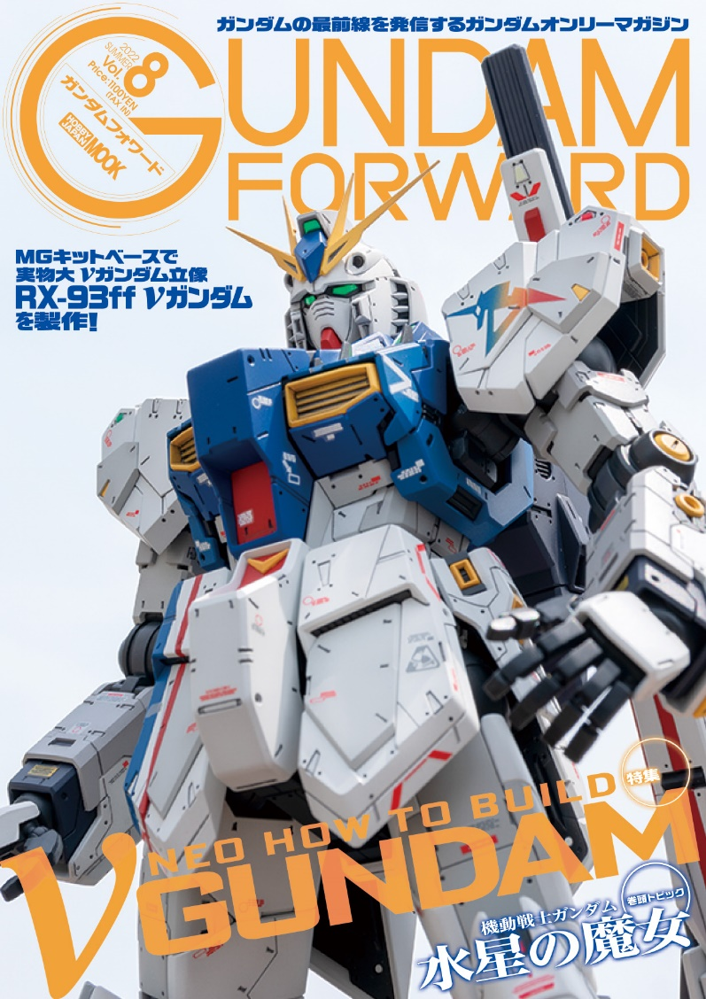 ガンダムの最前線を発信するガンダムオンリーマガジン
GUNDAM
FORWARD
2022
SUMMER
Vol. 8
Price:1100YEN
(TAX IN)
ガンダムフォワード
HOBBY
JAPAN
MOOK
MGキットベースで
実物大 νガンダム立像
RX-93ff νガンダム
を製作!
特集
NEO HOW TO BUILD
νGUNDAM
巻頭トピック
機動戦士ガンダム
水星の魔女